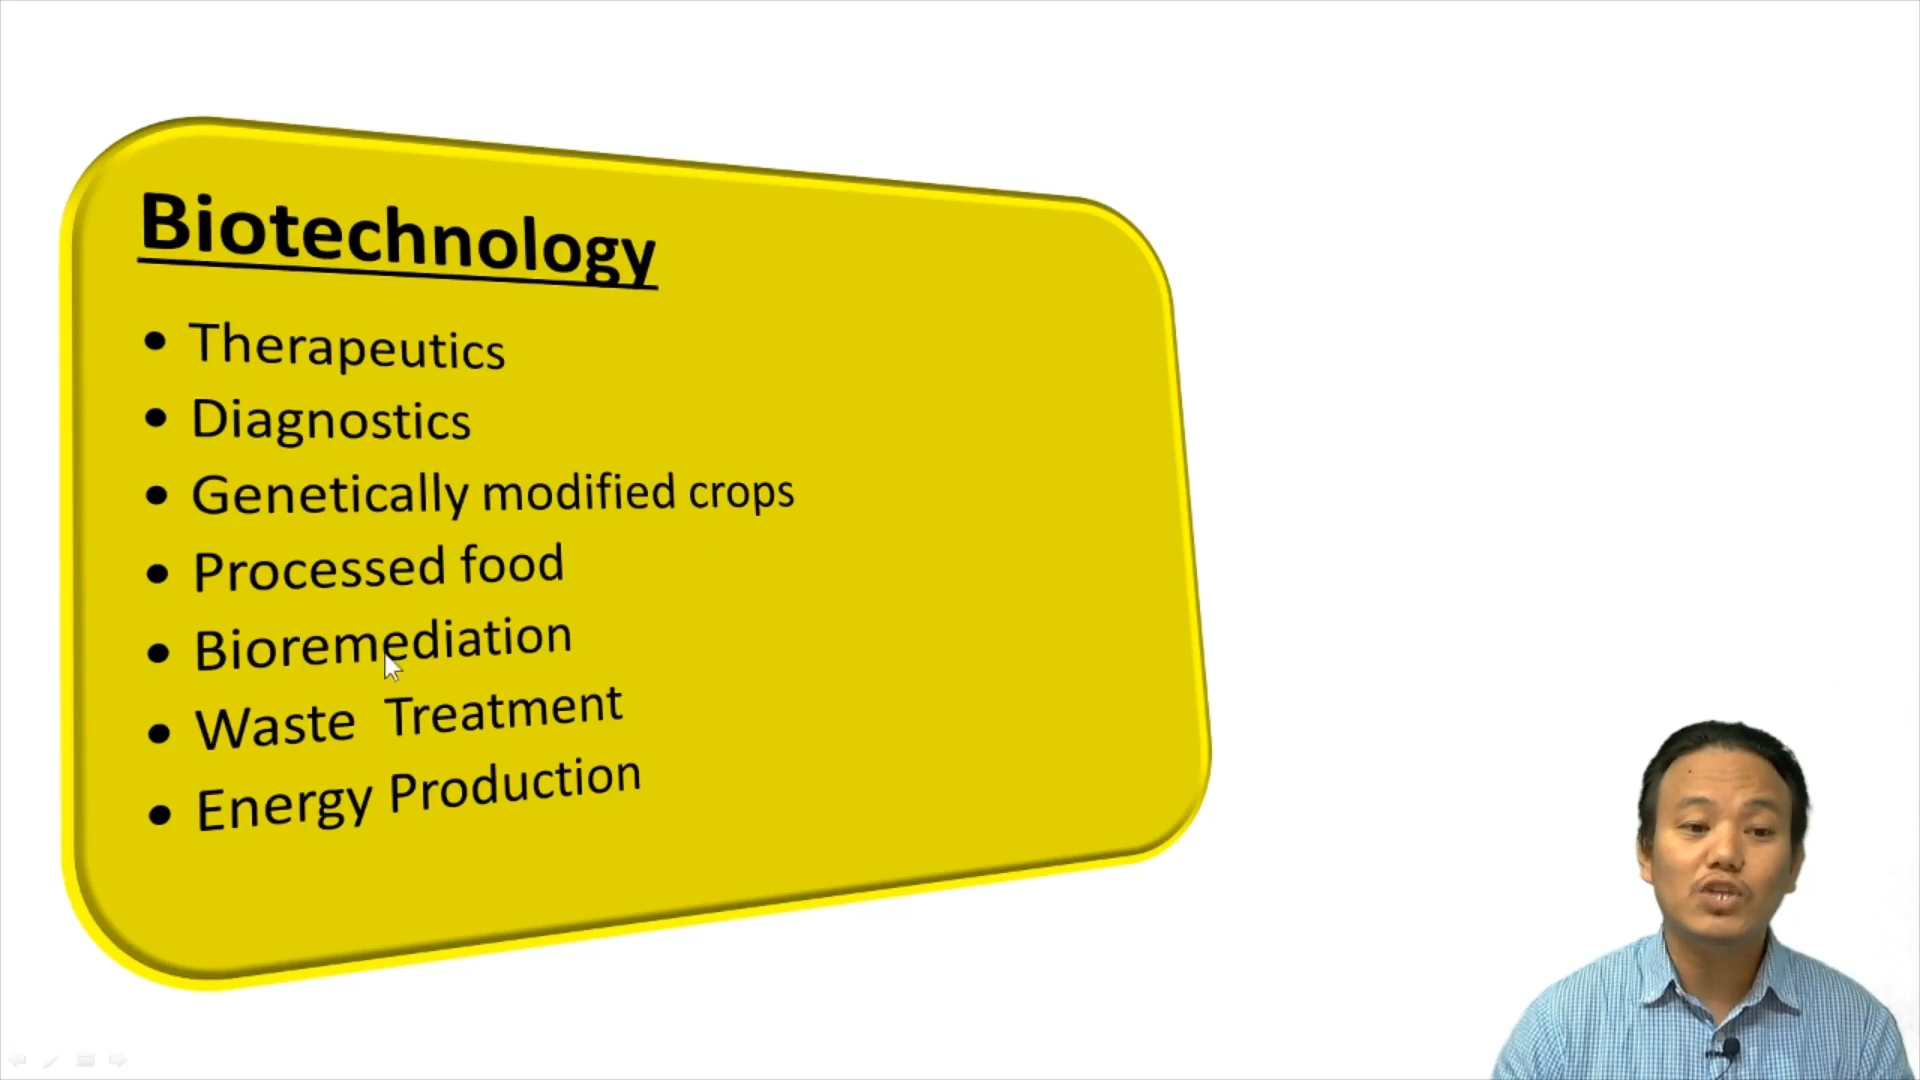 Biotechnology
• Therapeutics
• Diagnostics
• Genetically modified crops
• Processed food
• Bioremediation
• Waste  Treatment
• Energy Production